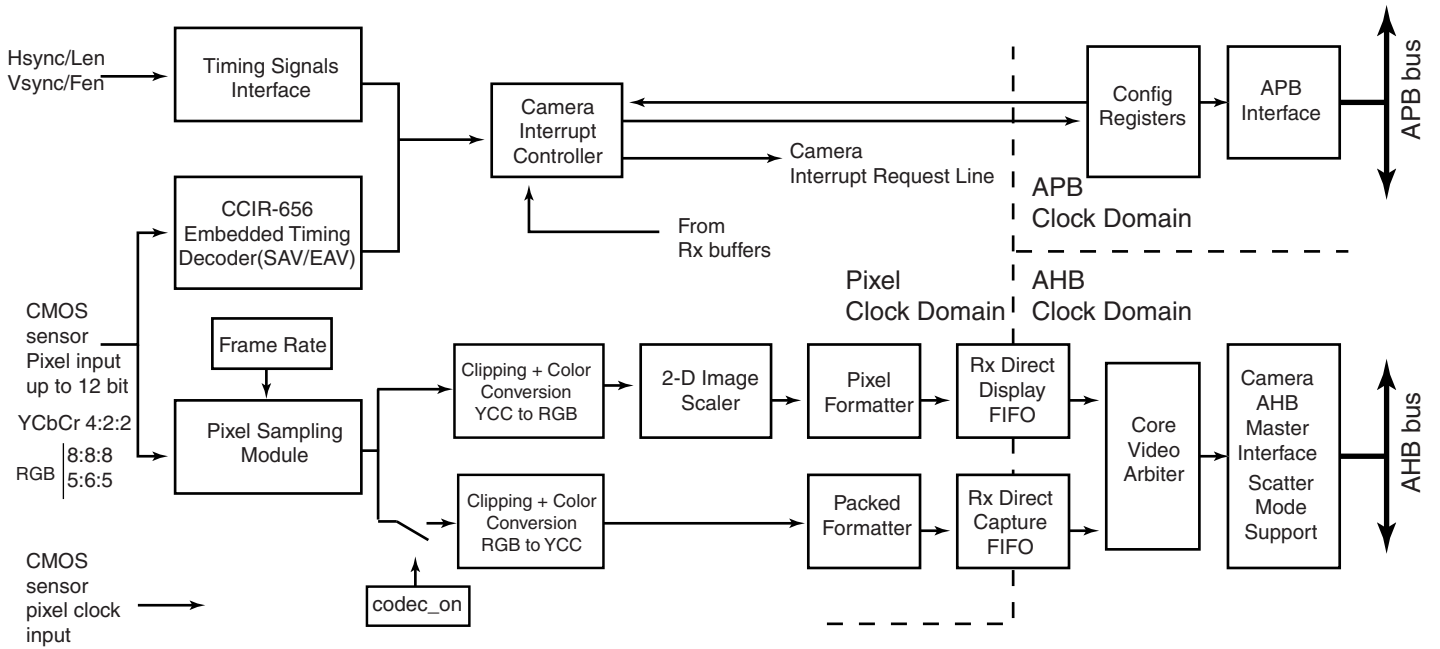 Hsync/Len
Vsync/Fen
Timing Signals
Interface
Camera
Interrupt
Controller
Config
Registers
APB
Interface
APB bus
Camera
Interrupt Request Line
APB
Clock Domain
CCIR-656
Embedded Timing
Decoder(SAV/EAV)
From
Rx buffers
Pixel
Clock Domain
AHB
Clock Domain
CMOS
sensor
Pixel input
up to 12 bit
YCbCr 4:2:2
RGB
8:8:8
5:6:5
Frame Rate
Pixel Sampling
Module
Clipping + Color
Conversion
YCC to RGB
2-D Image
Scaler
Pixel
Formatter
Rx Direct
Display
FIFO
Core
Video
Arbiter
Camera
AHB
Master
Interface
Scatter
Mode
Support
AHB bus
Clipping + Color
Conversion
RGB to YCC
Packed
Formatter
Rx Direct
Capture
FIFO
codec_on
CMOS
sensor
pixel clock
input